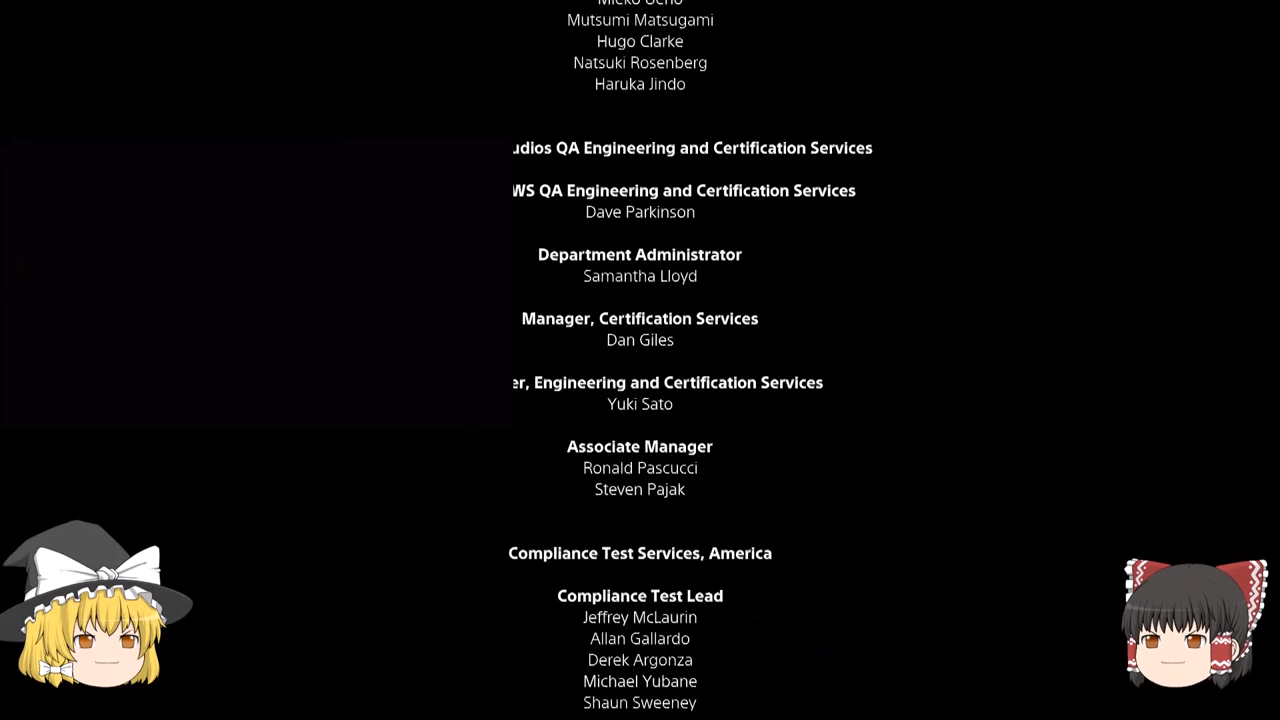 Mutsumi Matsugami
Hugo Clarke
Natsuki Rosenberg
Haruka Jindo
QA Engineering and Certification Services
QA Engineering and Certification Services
Dave Parkinson
Department Administrator
Samantha Lloyd
Manager, Certification Services
Dan Giles
Engineering and Certification Services
Yuki Sato
Associate Manager
Ronald Pascucci
Steven Pajak
Compliance Test Services, America
Compliance Test Lead
Jeffrey McLaurin
Allan Gallardo
Derek Argonza
Michael Yubane
Shaun Sweeney